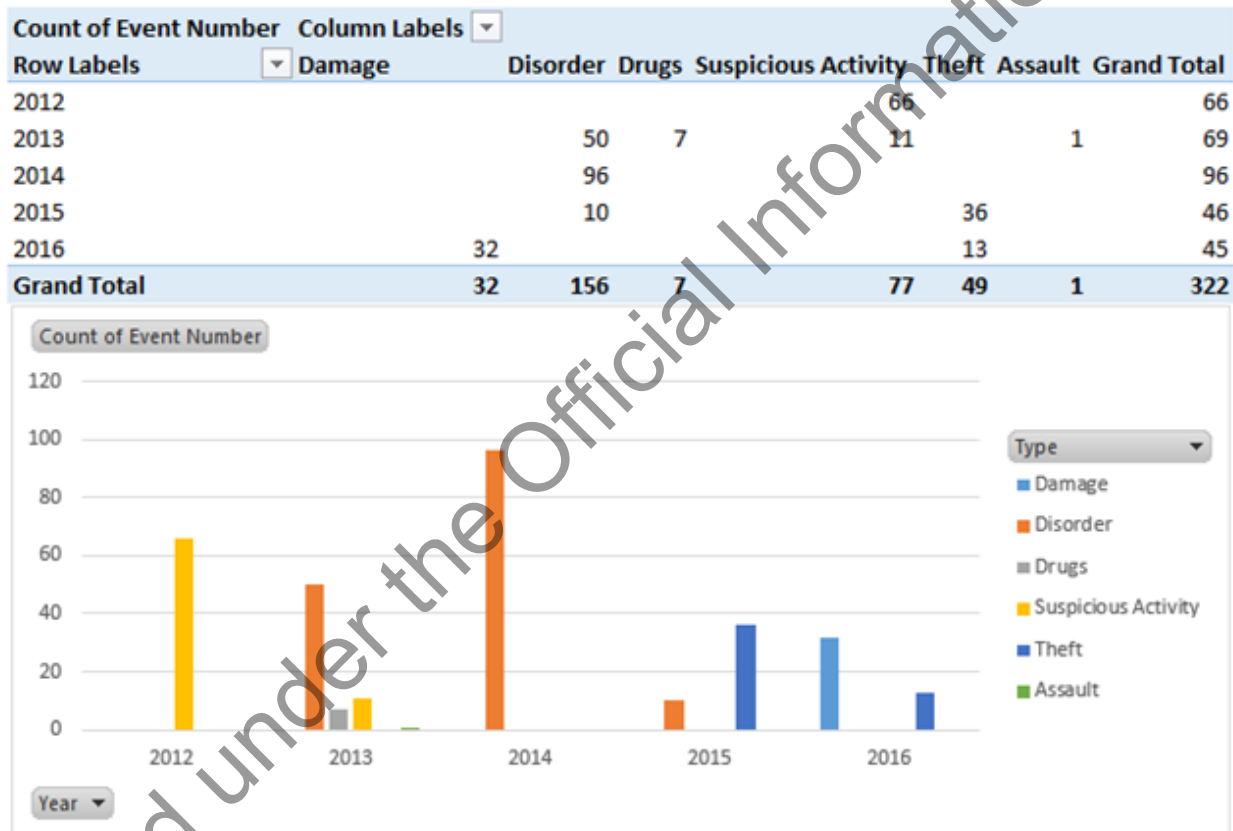 Count of Event Number Column Labels
Row Labels Damage Disorder Drugs Suspicious Activity Theft Assault Grand Total
2012 66 66
2013 50 7 11 1 69
2014 96 96
2015 10 36 46
2016 32 13 45
Grand Total 32 156 7 77 49 1 322
Count of Event Number
120
100
80
60
40
20
0
2012 2013 2014 2015 2016
Type
Damage
Disorder
Drugs
Suspicious Activity
Theft
Assault
Year
under the Official